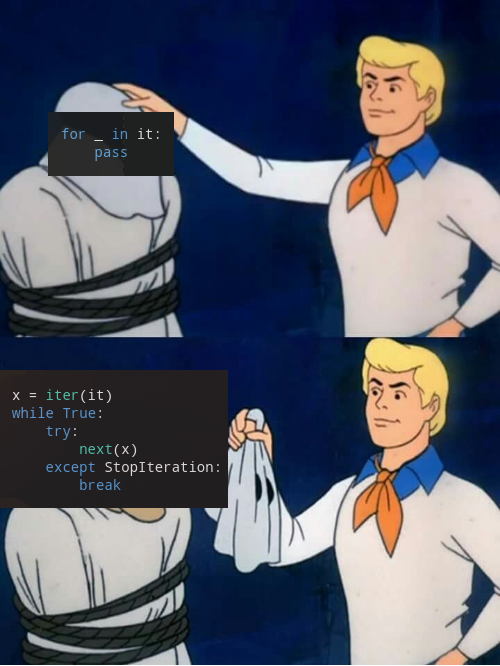 for _ in it:
    pass
x = iter(it)
while True:
    try:
        next(x)
    except StopIteration:
        break